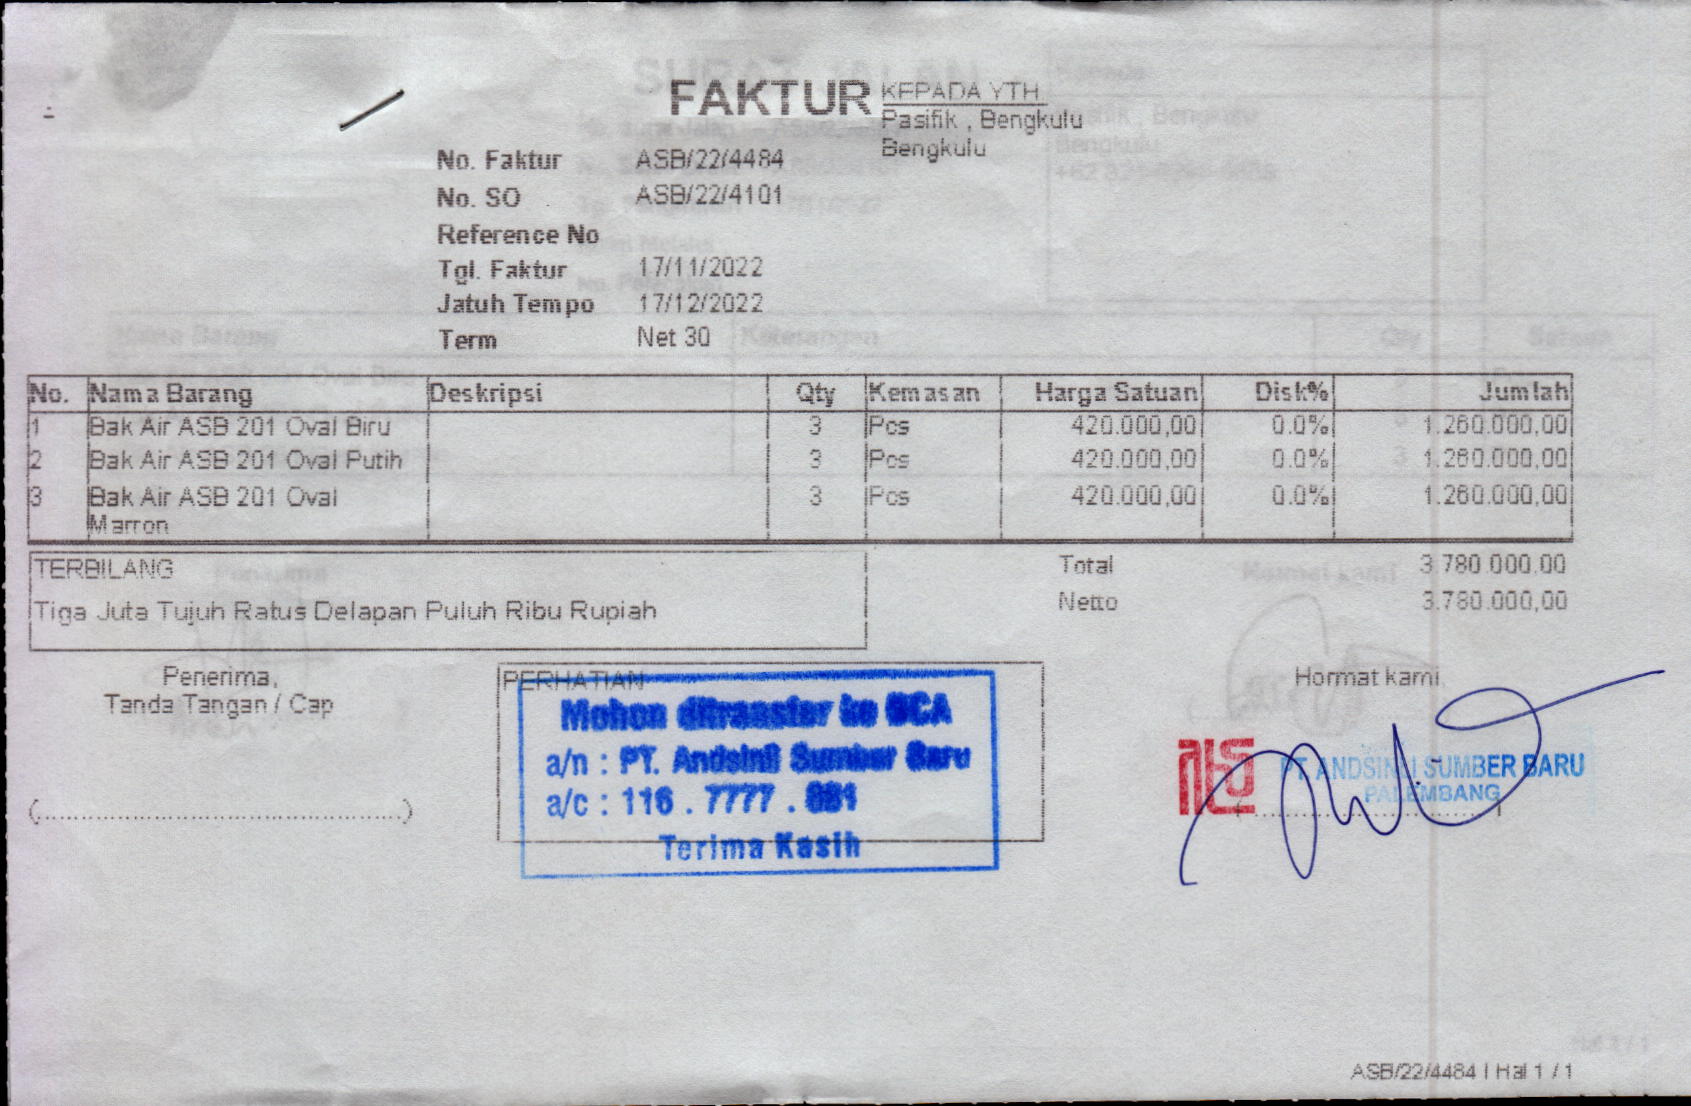 FAKTUR
KEPADA YTH
Pasifik , Bengkulu
Bengkulu
No. Faktur ASB/22/4484
No. SO ASB/22/4101
Reference No
Tgl. Faktur 17/11/2022
Jatuh Tempo 17/12/2022
Term Net 30
No. Nama Barang Deskripsi Qty Kemasan Harga Satuan Disk% Jumlah
1 Bak Air ASB 201 Oval Biru 3 Pcs 420.000,00 0.0% 1.260.000,00
2 Bak Air ASB 201 Oval Putih 3 Pcs 420.000,00 0.0% 1.260.000,00
3 Bak Air ASB 201 Oval 3 Pcs 420.000,00 0.0% 1.260.000,00
Marron
TERBILANG
Tiga Juta Tujuh Ratus Delapan Puluh Ribu Rupiah
Total 3.780.000,00
Netto 3.780.000,00
Penerima,
Tanda Tangan / Cap
(................................................)
PERHATIAN
Mohon ditransfer ke BCA
a/n : PT. Andsinsi Sumber Baru
a/c : 116 . 7777 . 881
Terima Kasih
Hormat kami,
PT ANDSINSI SUMBER BARU
PALEMBANG
ASB/22/4484 | Hal 1 / 1